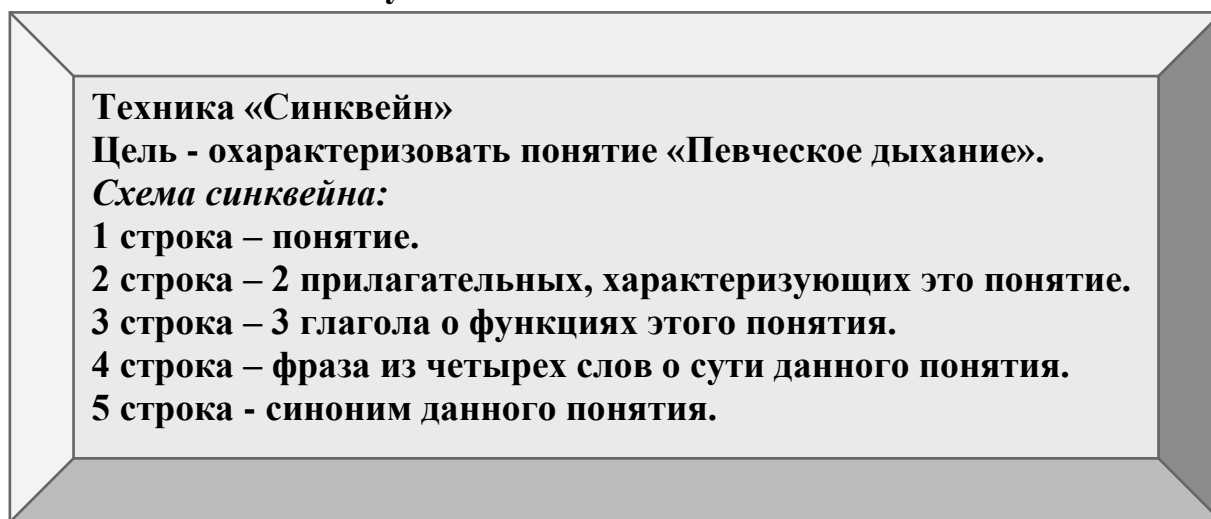 Техника «Синквейн»
Цель - охарактеризовать понятие «Певческое дыхание».
Схема синквейна:
1 строка – понятие.
2 строка – 2 прилагательных, характеризующих это понятие.
3 строка – 3 глагола о функциях этого понятия.
4 строка – фраза из четырех слов о сути данного понятия.
5 строка - синоним данного понятия.